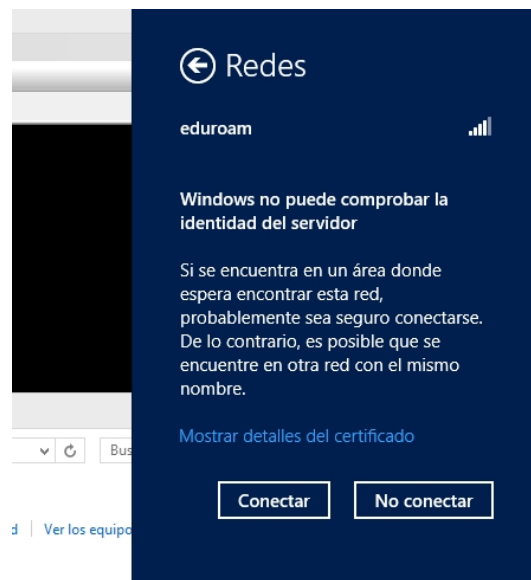 Redes
eduroam
Windows no puede comprobar la
identidad del servidor
Si se encuentra en un área donde
espera encontrar esta red,
probablemente sea seguro conectarse.
De lo contrario, es posible que se
encuentre en otra red con el mismo
nombre.
Mostrar detalles del certificado
Bus
Conectar No conectar
d Ver los equipo